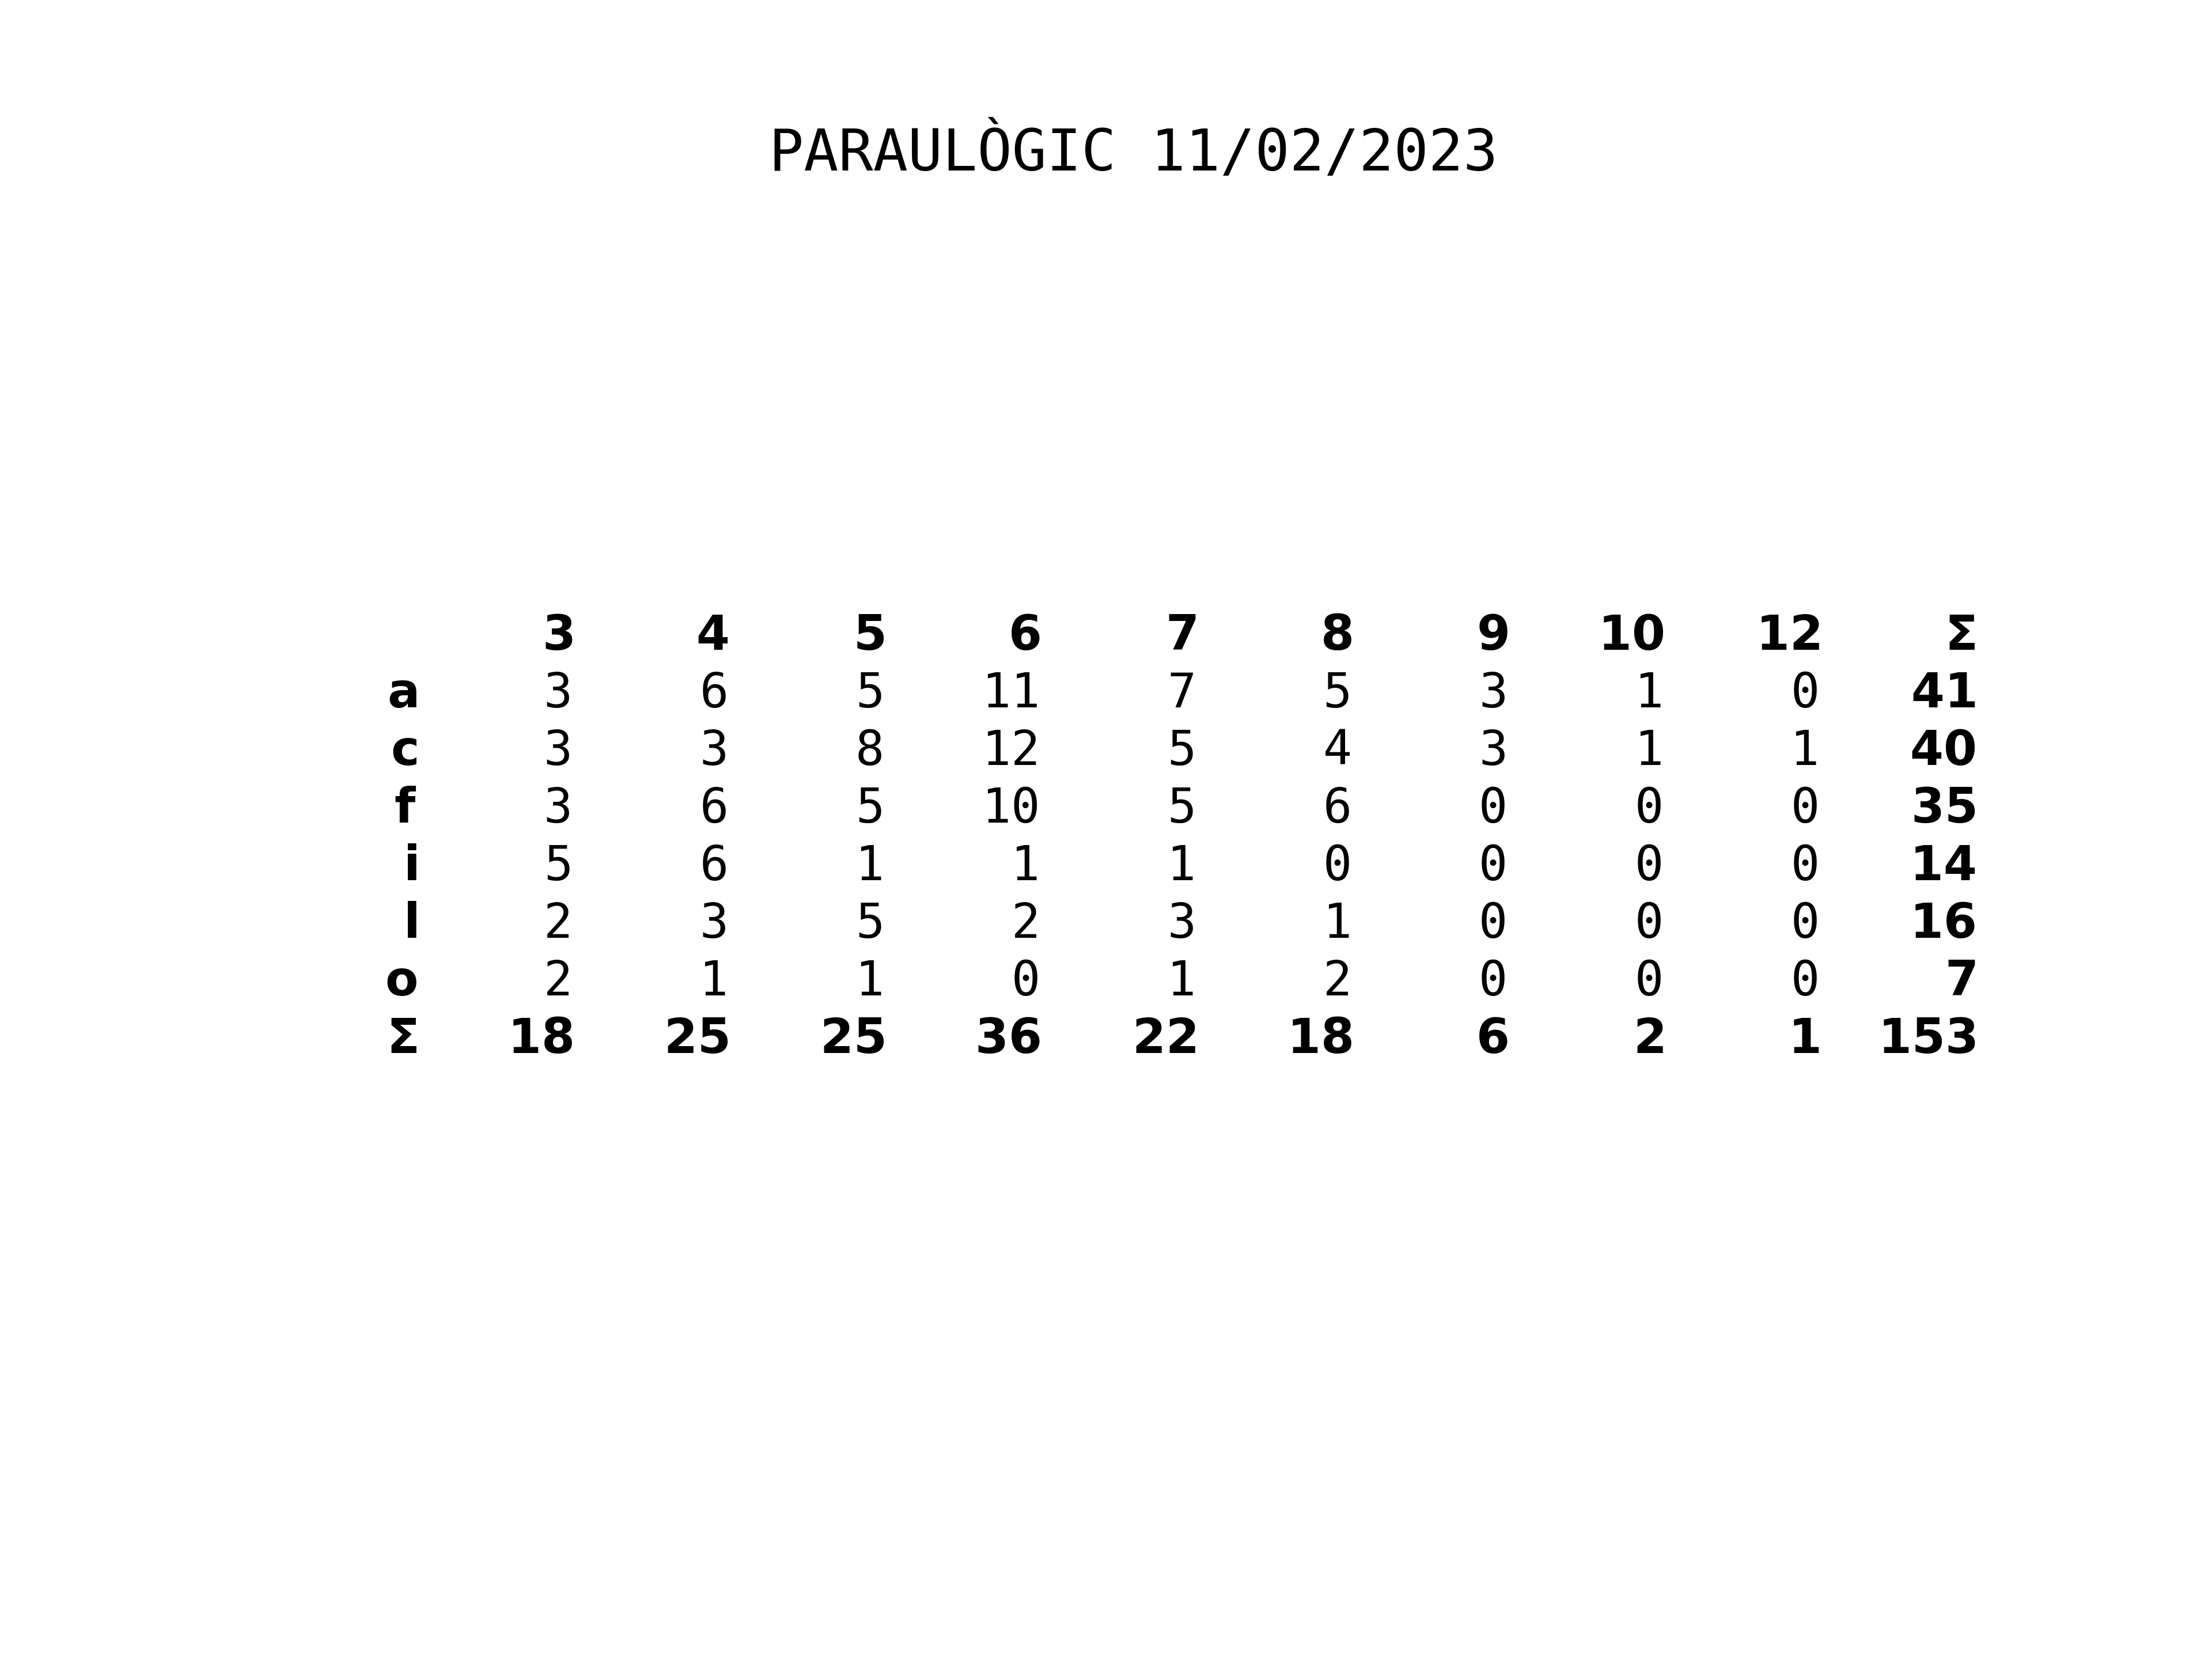 PARAULÒGIC 11/02/2023
3 4 5 6 7 8 9 10 12 Σ
a 3 6 5 11 7 5 3 1 0 41
c 3 3 8 12 5 4 3 1 1 40
f 3 6 5 10 5 6 0 0 0 35
i 5 6 1 1 1 0 0 0 0 14
l 2 3 5 2 3 1 0 0 0 16
o 2 1 1 0 1 2 0 0 0 7
Σ 18 25 25 36 22 18 6 2 1 153